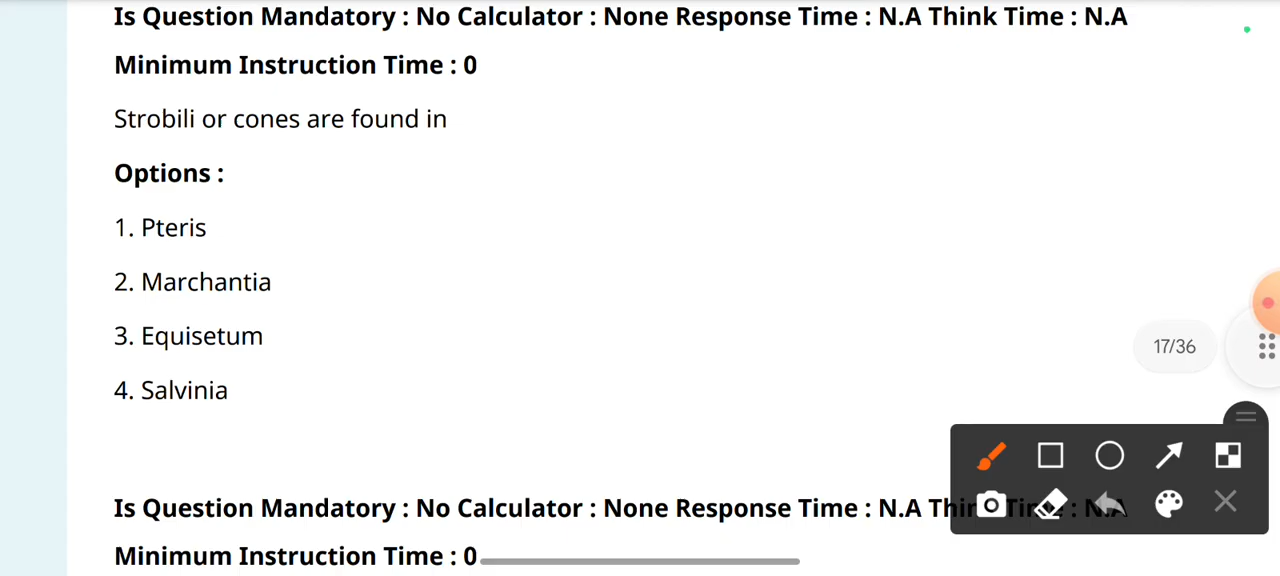 Is Question Mandatory : No Calculator : None Response Time : N.A Think Time : N.A
Minimum Instruction Time : 0
Strobili or cones are found in
Options :
1. Pteris
2. Marchantia
3. Equisetum
4. Salvinia
17/36
Is Question Mandatory : No Calculator : None Response Time : N.A Think Time : N.A
Minimum Instruction Time : 0